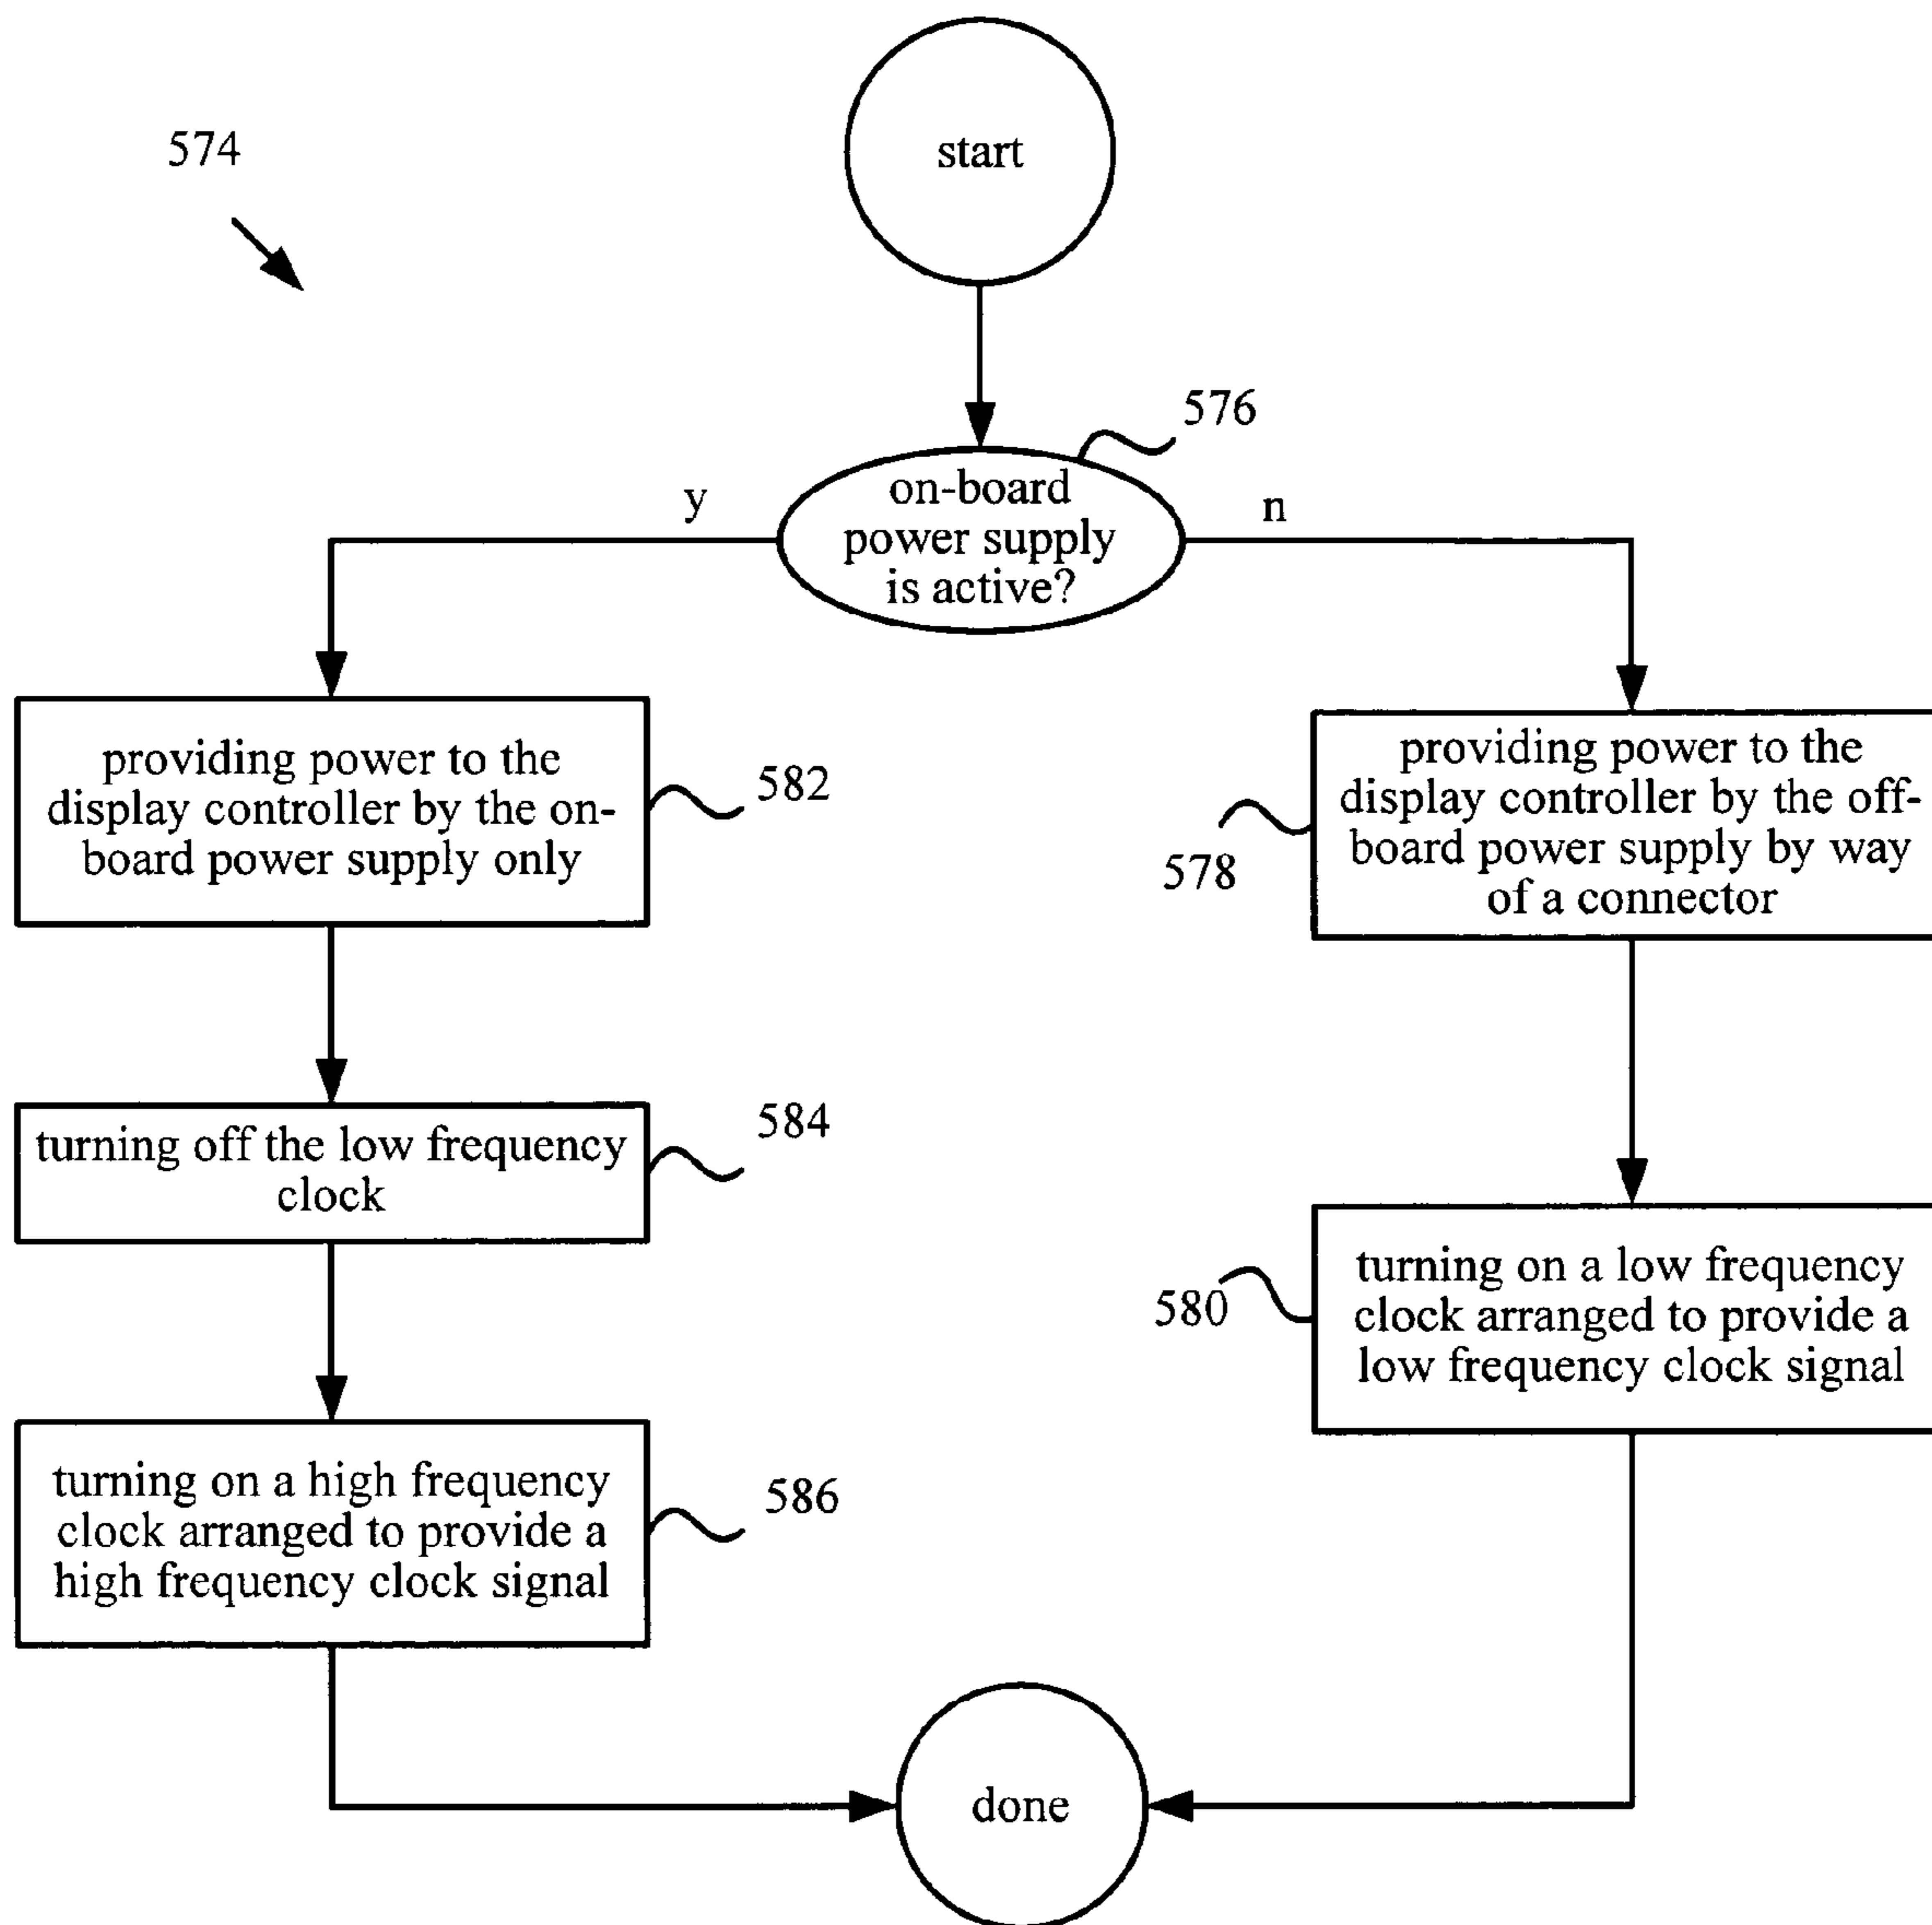 574
start
576
on-board
power supply
is active?
y
n
providing power to the
display controller by the on-
board power supply only
582
providing power to the
display controller by the off-
board power supply by way
of a connector
578
turning off the low frequency
clock
584
turning on a low frequency
clock arranged to provide a
low frequency clock signal
580
turning on a high frequency
clock arranged to provide a
high frequency clock signal
586
done